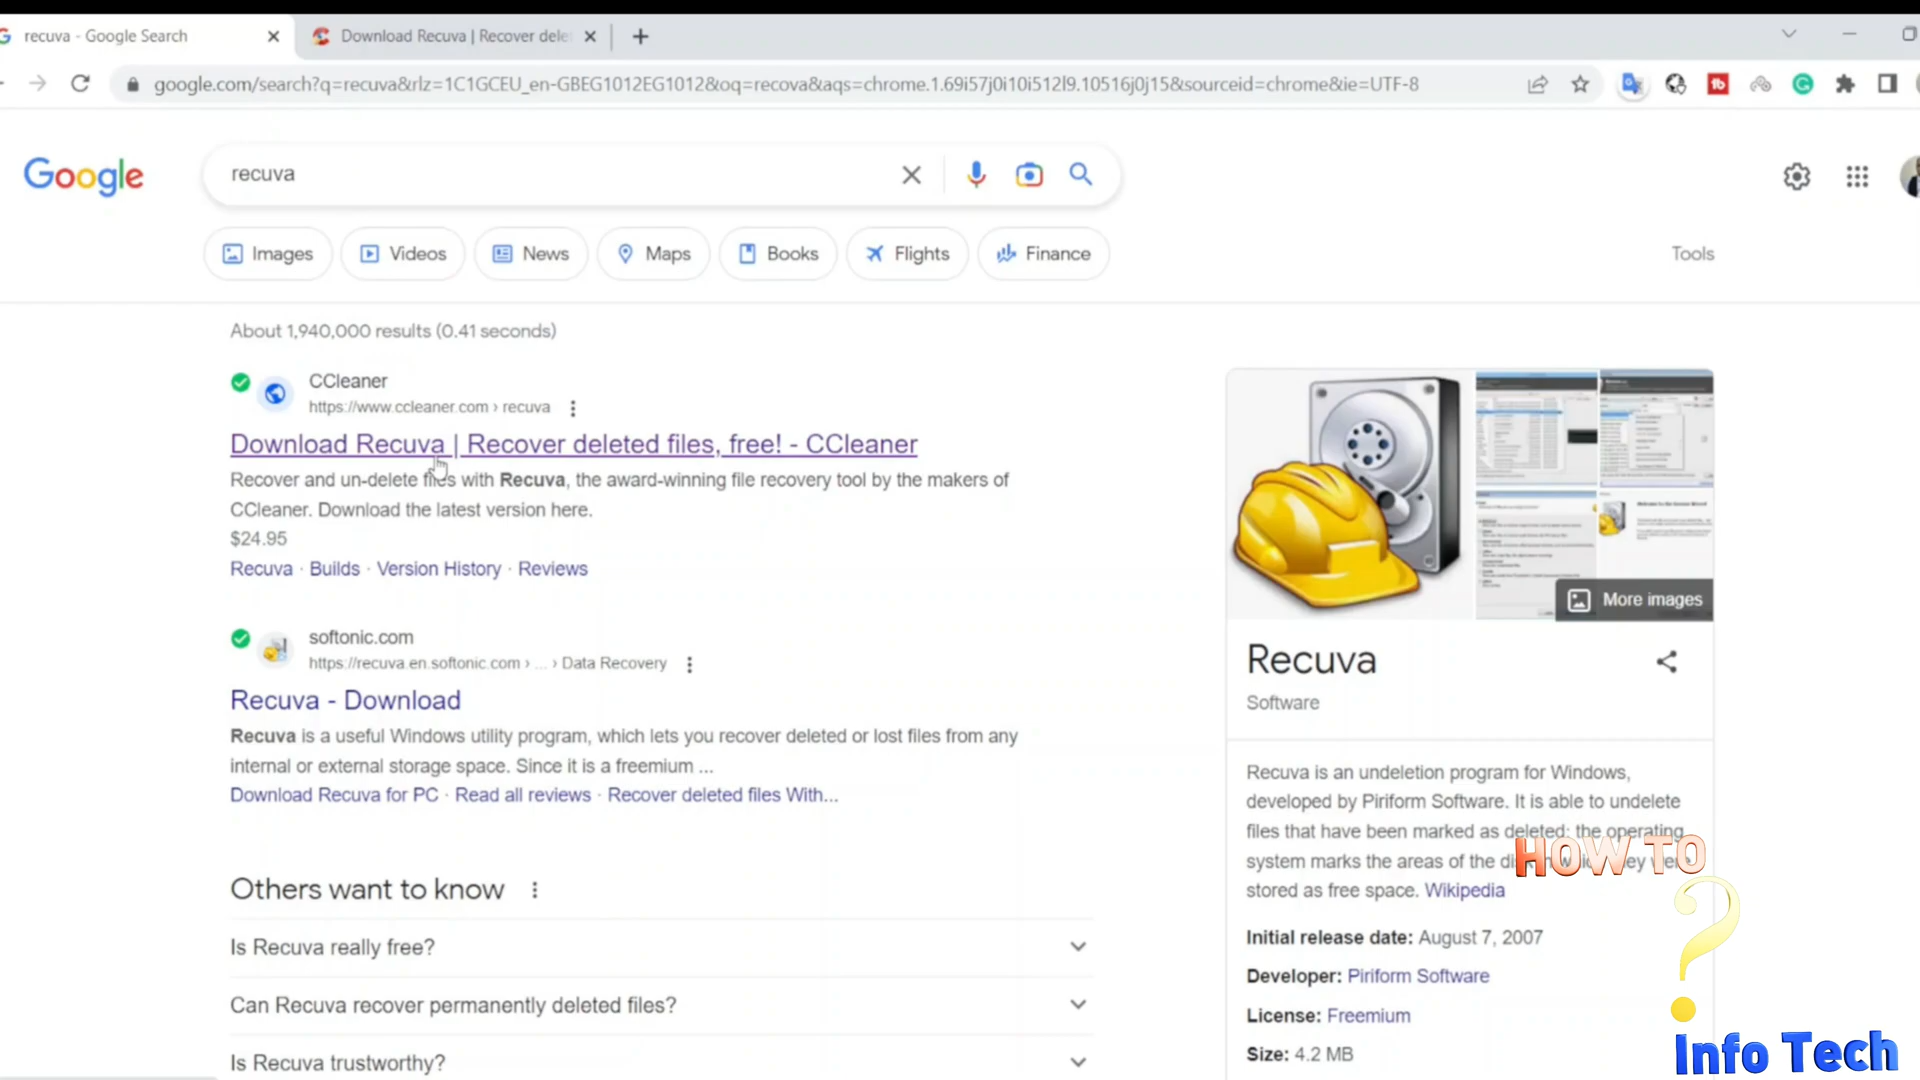 recuva - Google Search
Download Recuva | Recover dele
google.com/search?q=recuva&rlz=1C1GCEU_en-GBEG1012EG1012&oq=recova&aqs=chrome.1.69i57j0i10i512l9.10516j0j15&sourceid=chrome&ie=UTF-8
Google
recuva
Images
Videos
News
Maps
Books
Flights
Finance
Tools
About 1,940,000 results (0.41 seconds)
CCleaner
https://www.ccleaner.com › recuva
Download Recuva | Recover deleted files, free! - CCleaner
Recover and un-delete files with Recuva, the award-winning file recovery tool by the makers of
CCleaner. Download the latest version here.
$24.95
Recuva · Builds · Version History · Reviews
softonic.com
https://recuva.en.softonic.com › ... › Data Recovery
Recuva - Download
Recuva is a useful Windows utility program, which lets you recover deleted or lost files from any
internal or external storage space. Since it is a freemium ...
Download Recuva for PC · Read all reviews · Recover deleted files With...
Others want to know
Is Recuva really free?
Can Recuva recover permanently deleted files?
Is Recuva trustworthy?
More images
Recuva
Software
Recuva is an undeletion program for Windows,
developed by Piriform Software. It is able to undelete
files that have been marked as deleted; the operating
system marks the areas of the were
stored as free space. Wikipedia
Initial release date: August 7, 2007
Developer: Piriform Software
License: Freemium
Size: 4.2 MB
HOW TO
?
Info Tech